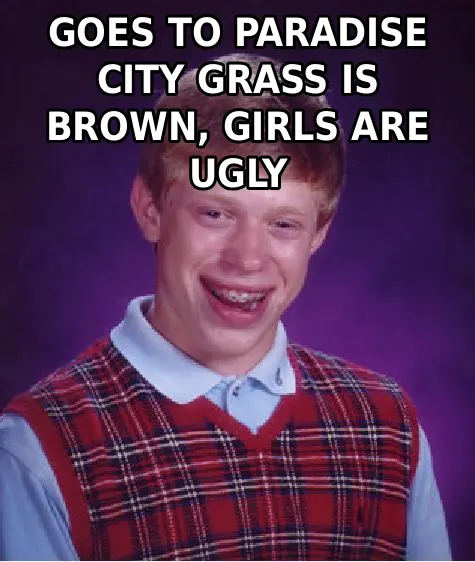 GOES TO PARADISE
CITY GRASS IS
BROWN, GIRLS ARE
UGLY